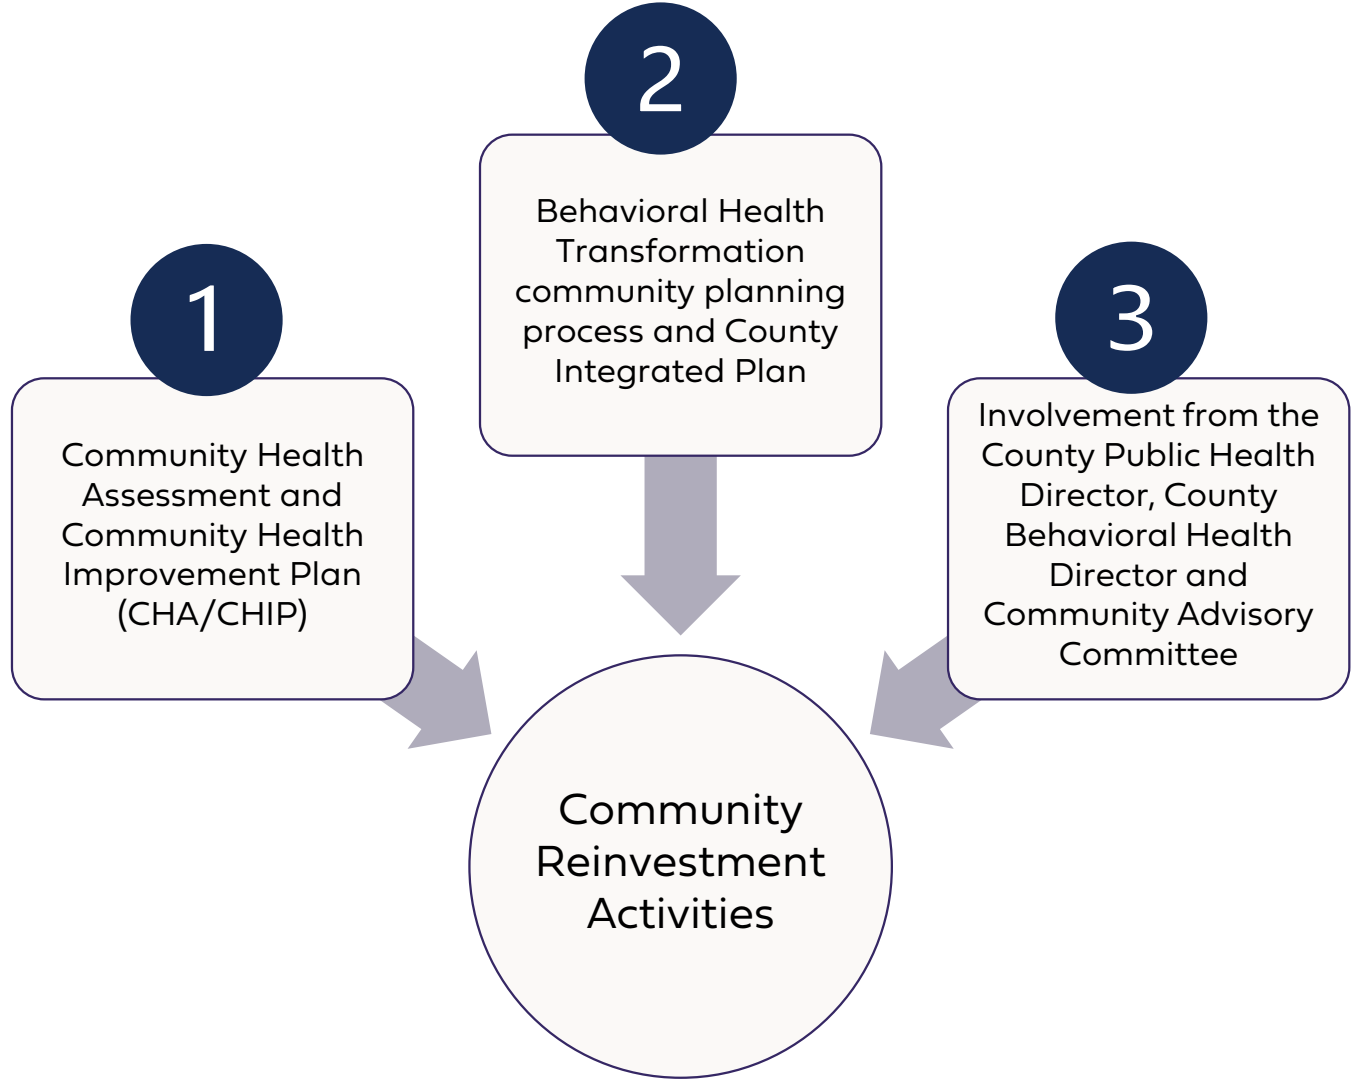 1
Community Health
Assessment and
Community Health
Improvement Plan
(CHA/CHIP)
2
Behavioral Health
Transformation
community planning
process and County
Integrated Plan
3
Involvement from the
County Public Health
Director, County
Behavioral Health
Director and
Community Advisory
Committee
Community
Reinvestment
Activities